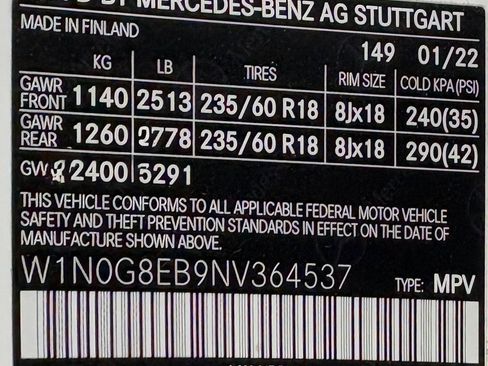 BY MERCEDES-BENZ AG STUTTGART
MADE IN FINLAND
149 01/22
KG LB TIRES RIM SIZE COLD KPA(PSI)
GAWR FRONT 1140 2513 235/60 R18 8Jx18 240(35)
GAWR REAR 1260 2778 235/60 R18 8Jx18 290(42)
2400 5291
THIS VEHICLE CONFORMS TO ALL APPLICABLE FEDERAL MOTOR VEHICLE
SAFETY AND THEFT PREVENTION STANDARDS IN EFFECT ON THE DATE OF
MANUFACTURE SHOWN ABOVE.
W1N0G8EB9NV364537
TYPE: MPV